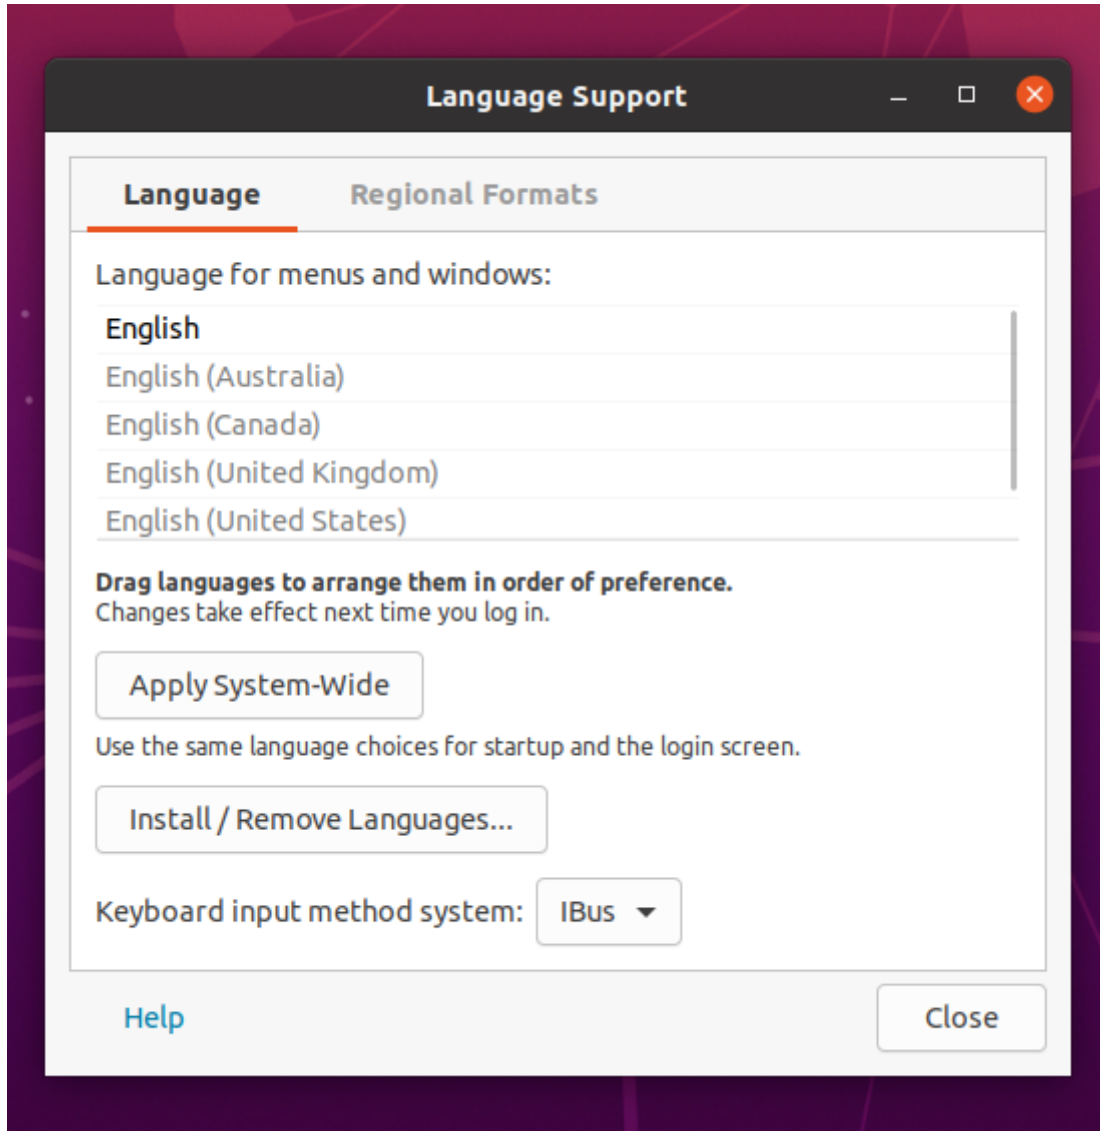 Language Support
Language Regional Formats
Language for menus and windows:
English
English (Australia)
English (Canada)
English (United Kingdom)
English (United States)
Drag languages to arrange them in order of preference.
Changes take effect next time you log in.
Apply System-Wide
Use the same language choices for startup and the login screen.
Install / Remove Languages...
Keyboard input method system: IBus
Help Close